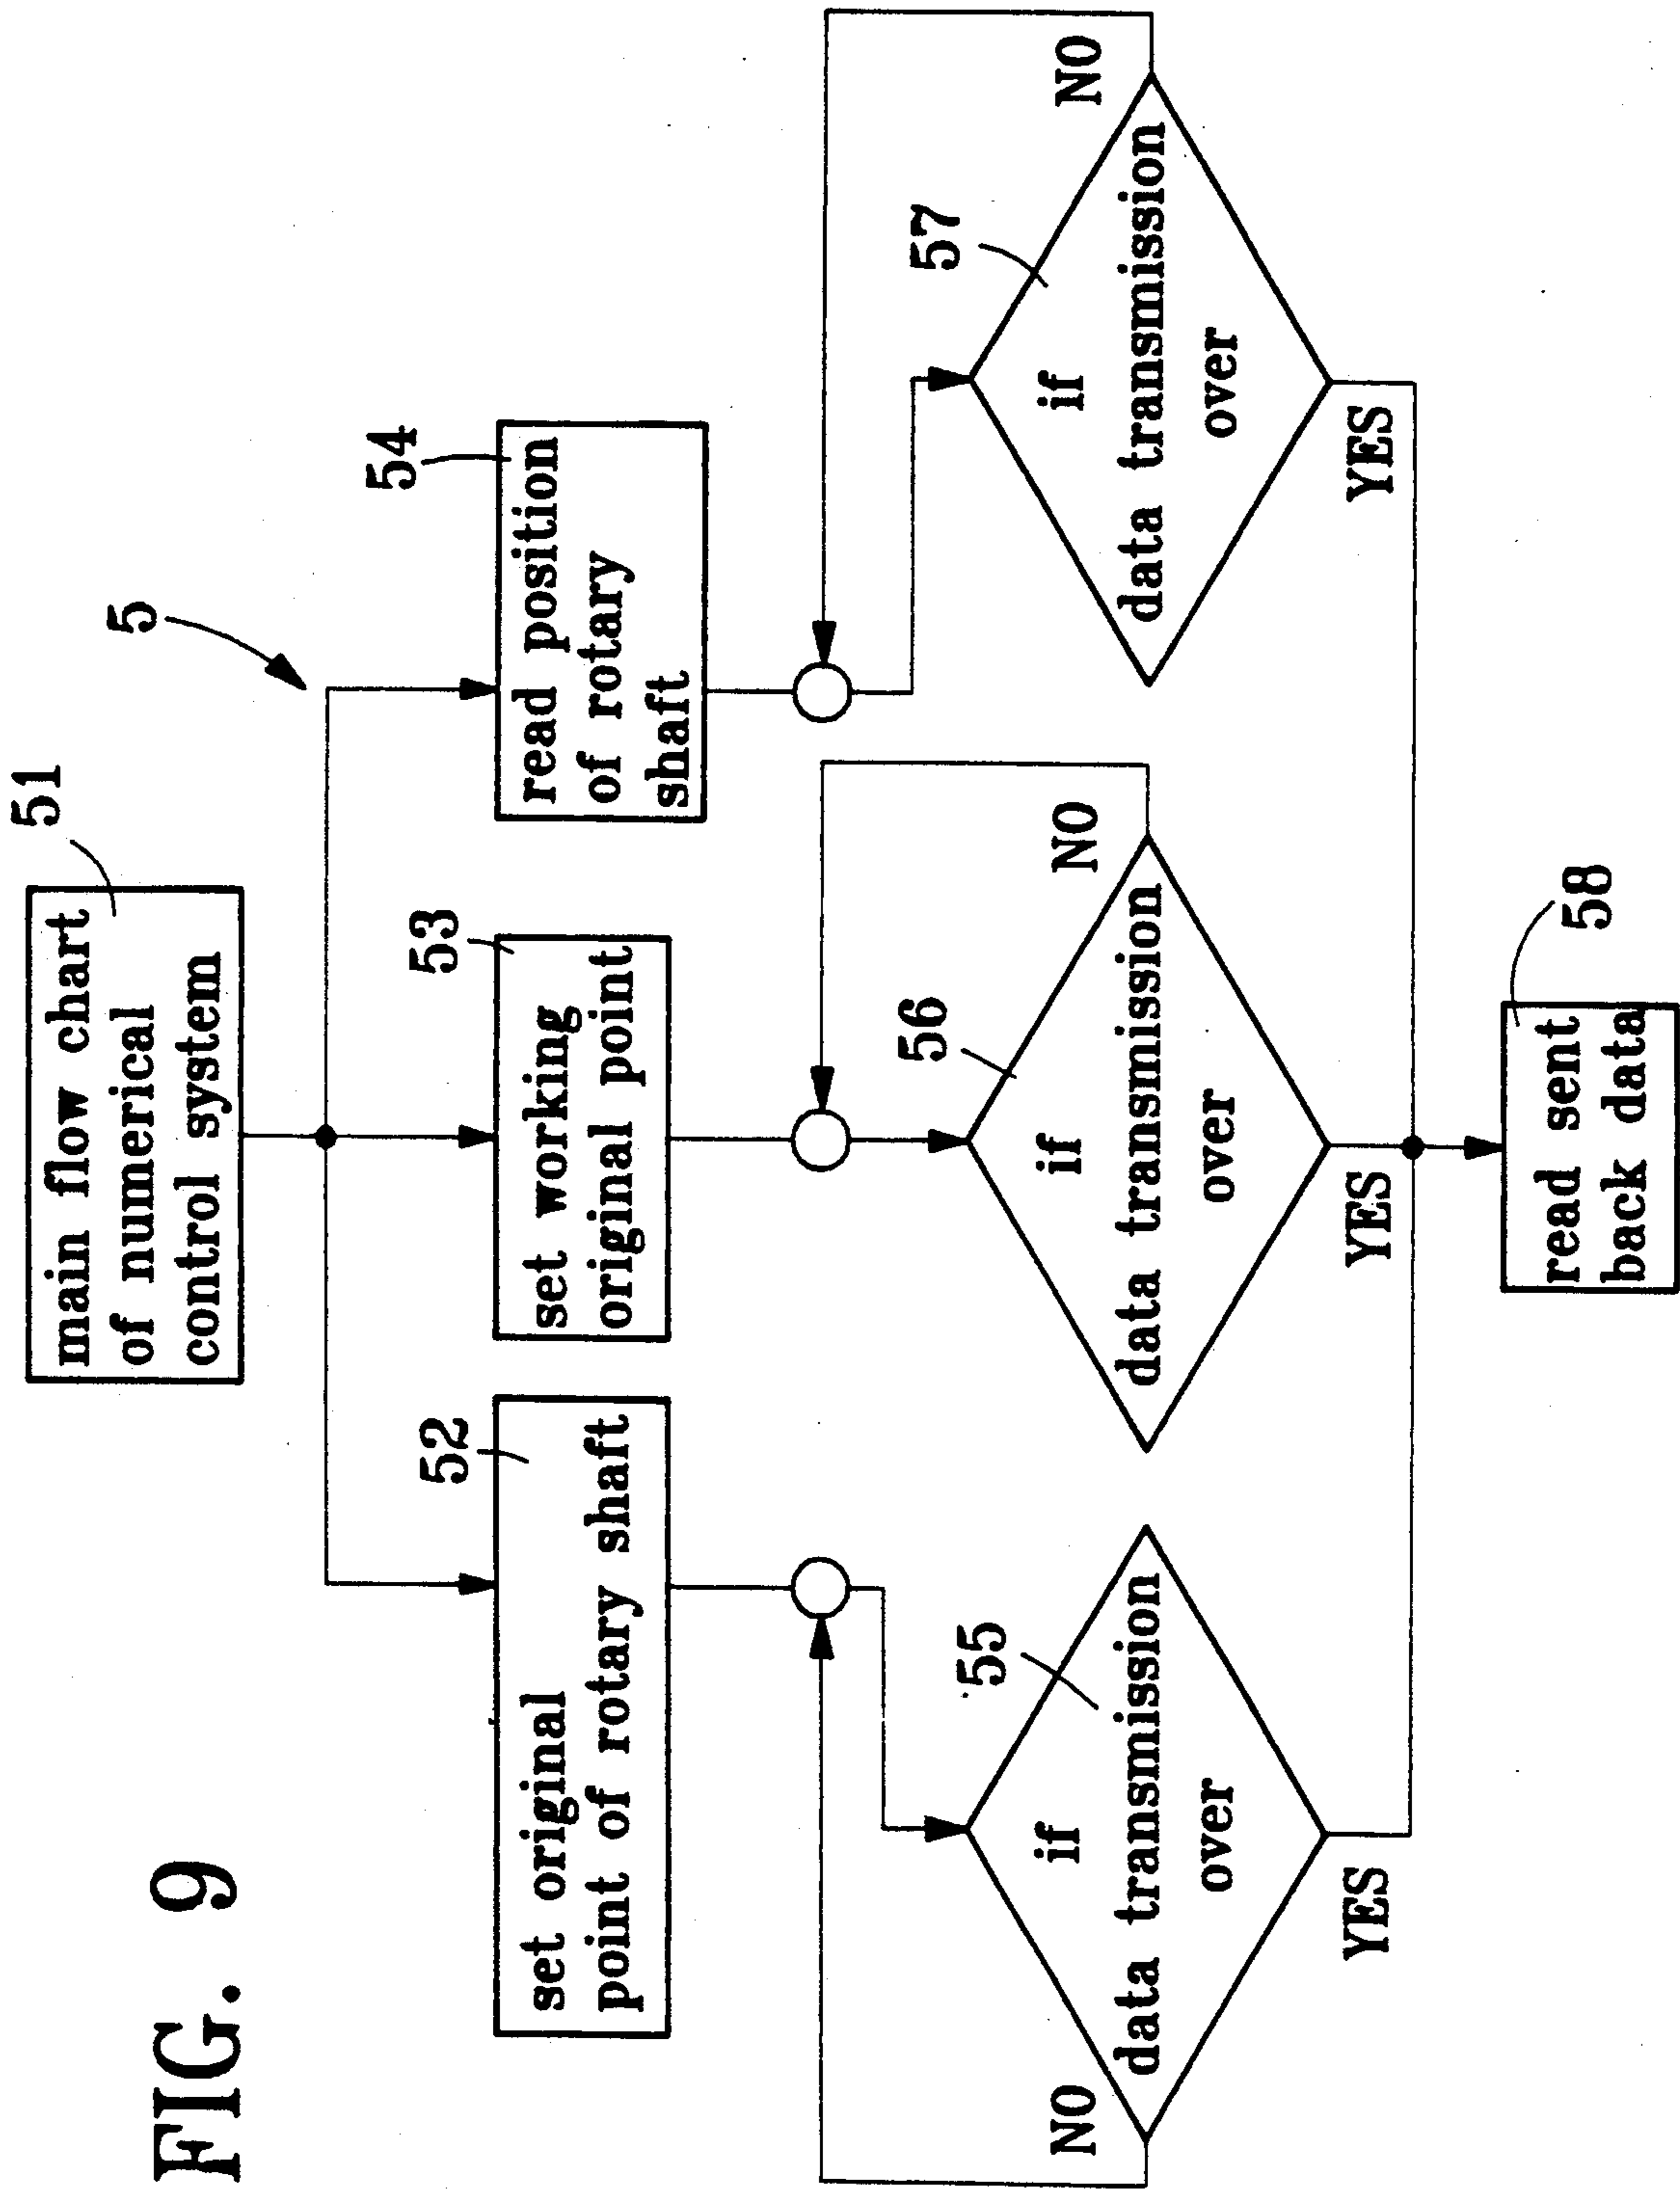 FIG. 9
5
51
main flow chart
of numerical
control system
52
set original
point of rotary shaft
53
set working
original point
54
read position
of rotary
shaft
55
if
data transmission
over
NO
YES
56
if
data transmission
over
NO
YES
57
if
data transmission
over
NO
YES
58
read sent
back data